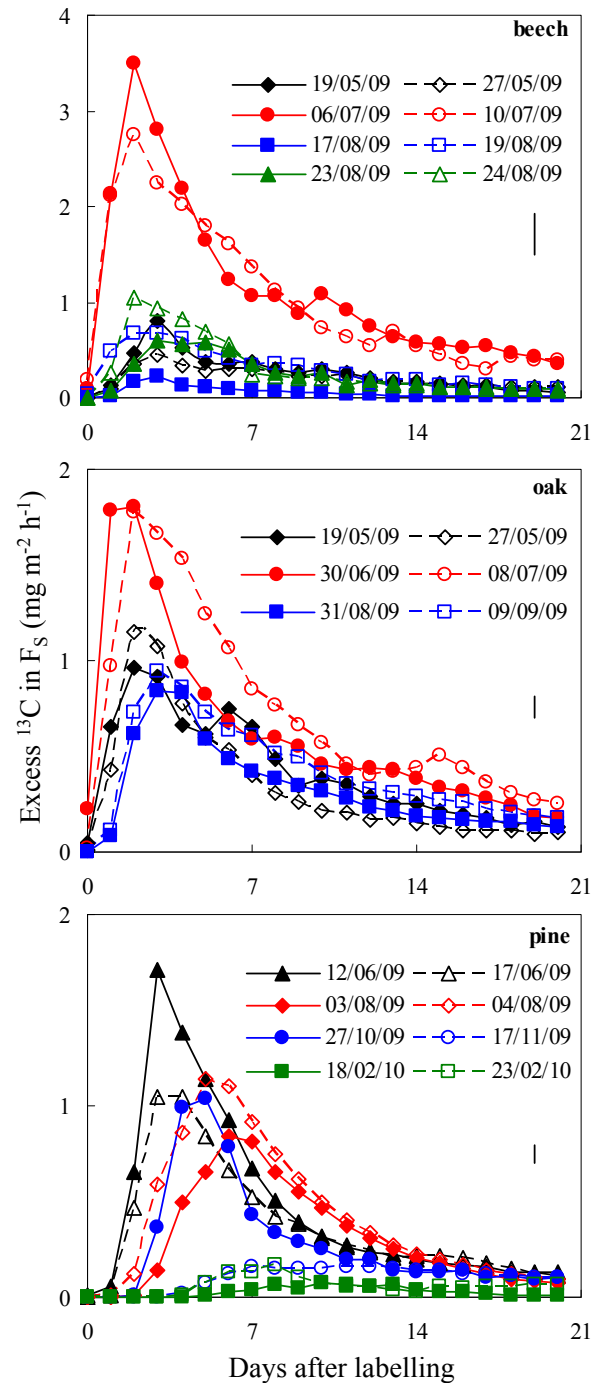 beech
19/05/09 27/05/09
06/07/09 10/07/09
17/08/09 19/08/09
23/08/09 24/08/09
4
3
2
1
0
0 7 14 21
oak
19/05/09 27/05/09
30/06/09 08/07/09
31/08/09 09/09/09
2
1
0
0 7 14 21
Excess ¹³C in F_S (mg m⁻² h⁻¹)
pine
12/06/09 17/06/09
03/08/09 04/08/09
27/10/09 17/11/09
18/02/10 23/02/10
2
1
0
0 7 14 21
Days after labelling